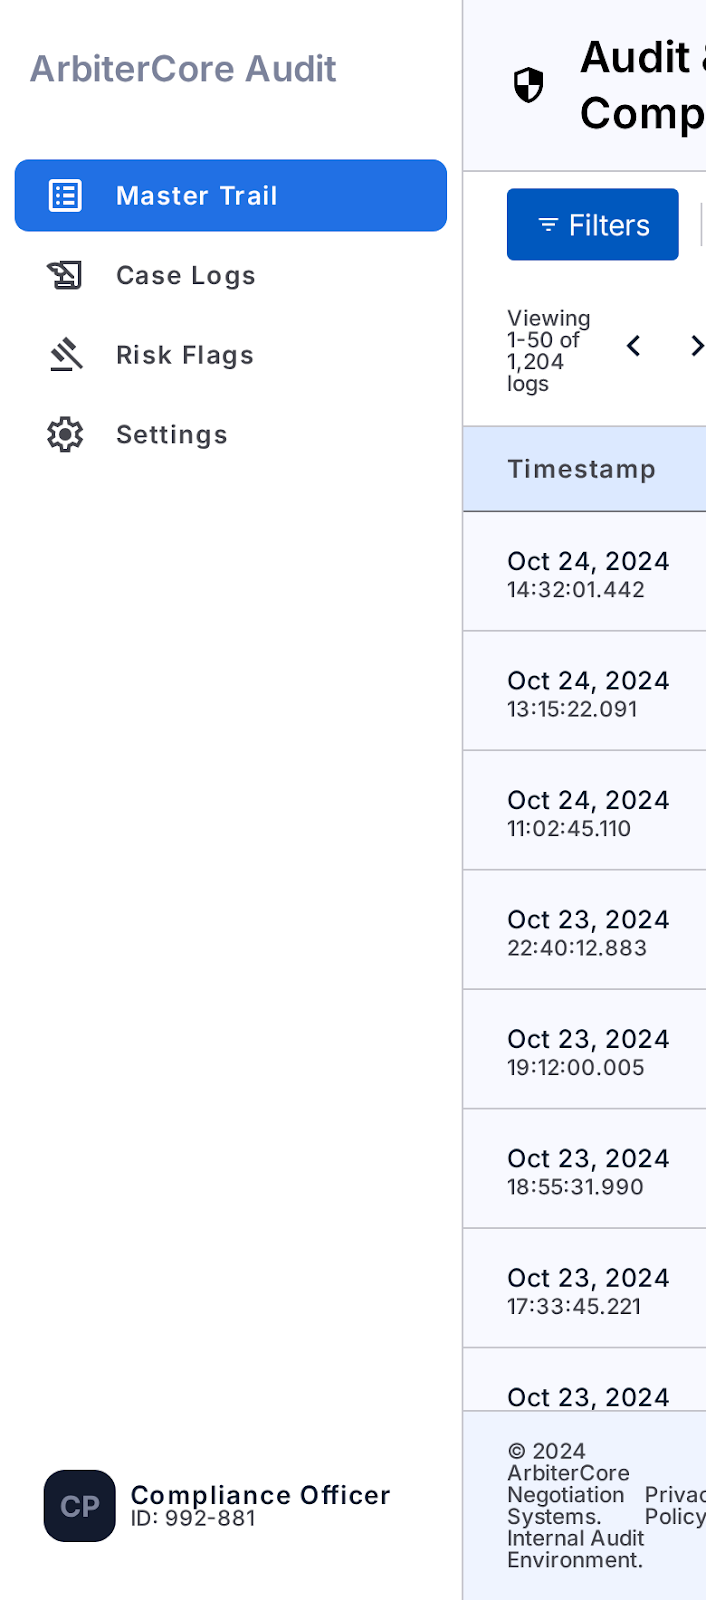 ArbiterCore Audit
Master Trail
Case Logs
Risk Flags
Settings
CP
Compliance Officer
ID: 992-881
Audit &
Comp
Filters
Viewing
1-50 of
1,204
logs
Timestamp
Oct 24, 2024
14:32:01.442
Oct 24, 2024
13:15:22.091
Oct 24, 2024
11:02:45.110
Oct 23, 2024
22:40:12.883
Oct 23, 2024
19:12:00.005
Oct 23, 2024
18:55:31.990
Oct 23, 2024
17:33:45.221
Oct 23, 2024
© 2024
ArbiterCore
Negotiation
Systems.
Internal Audit
Environment.
Privac
Policy